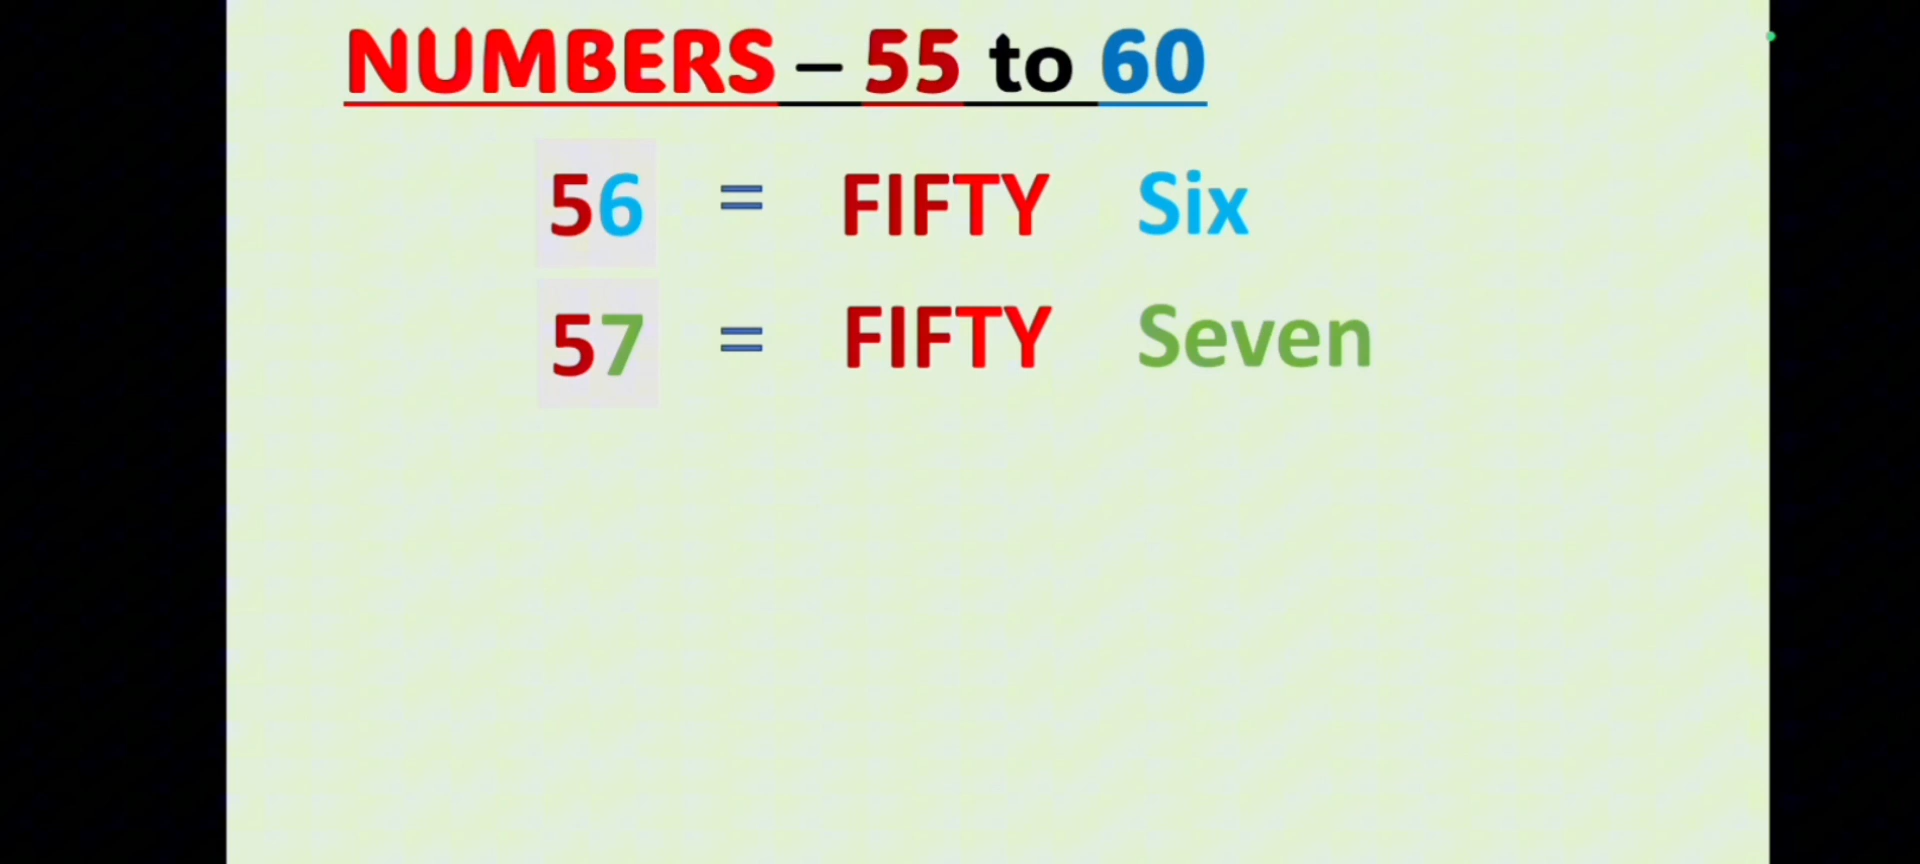 NUMBERS – 55 to 60
56 = FIFTY Six
57 = FIFTY Seven